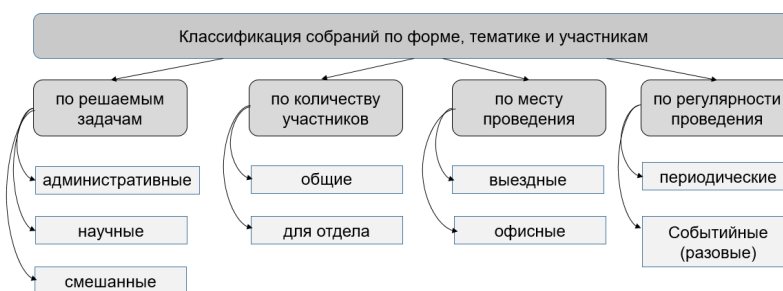 Классификация собраний по форме, тематике и участникам
по решаемым
задачам
по количеству
участников
по месту
проведения
по регулярности
проведения
административные
научные
смешанные
общие
для отдела
выездные
офисные
периодические
Событийные
(разовые)